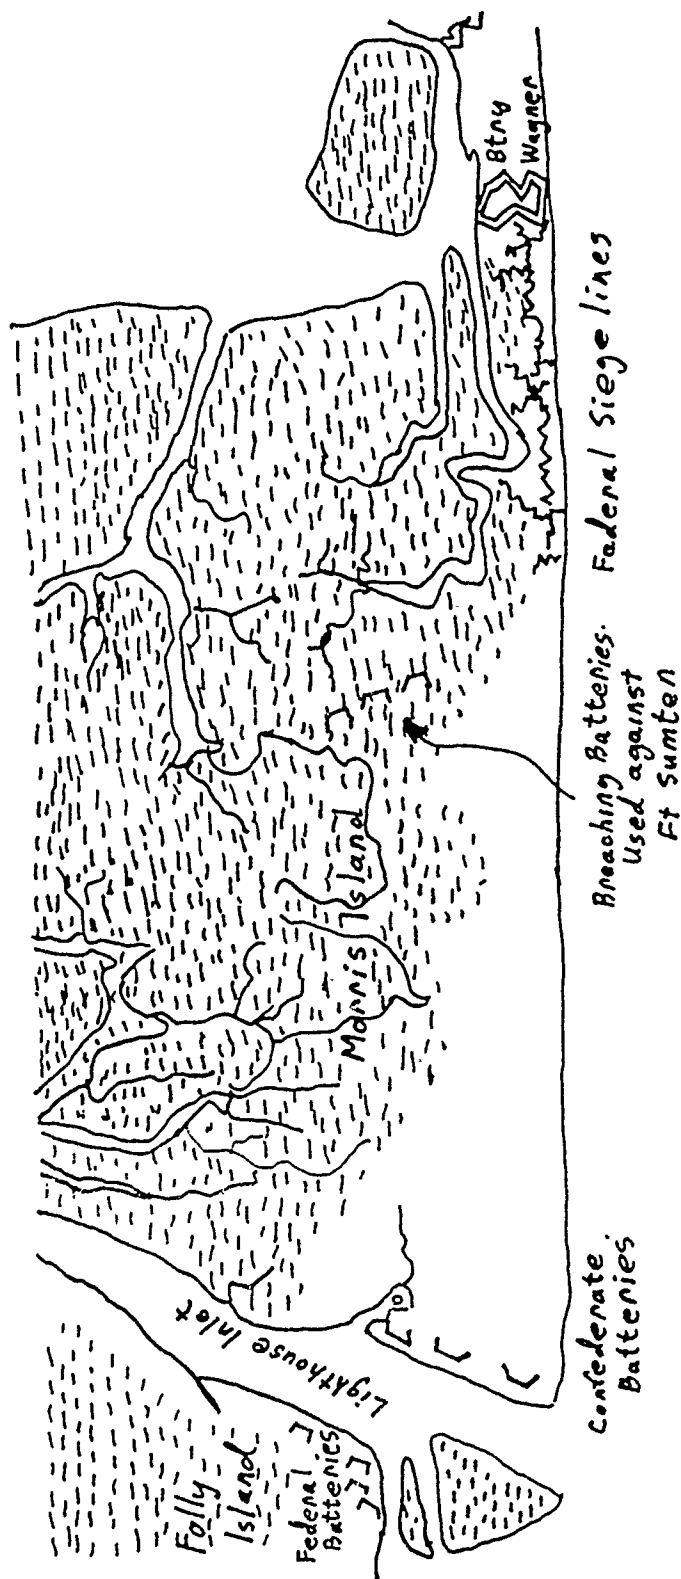 Folly
Island
Federal
Batteries
Lighthouse Inlet
Morris Island
Btry
Wagner
Confederate
Batteries.
Breaching Batteries.
Used against
Ft Sumter
Federal Siege lines